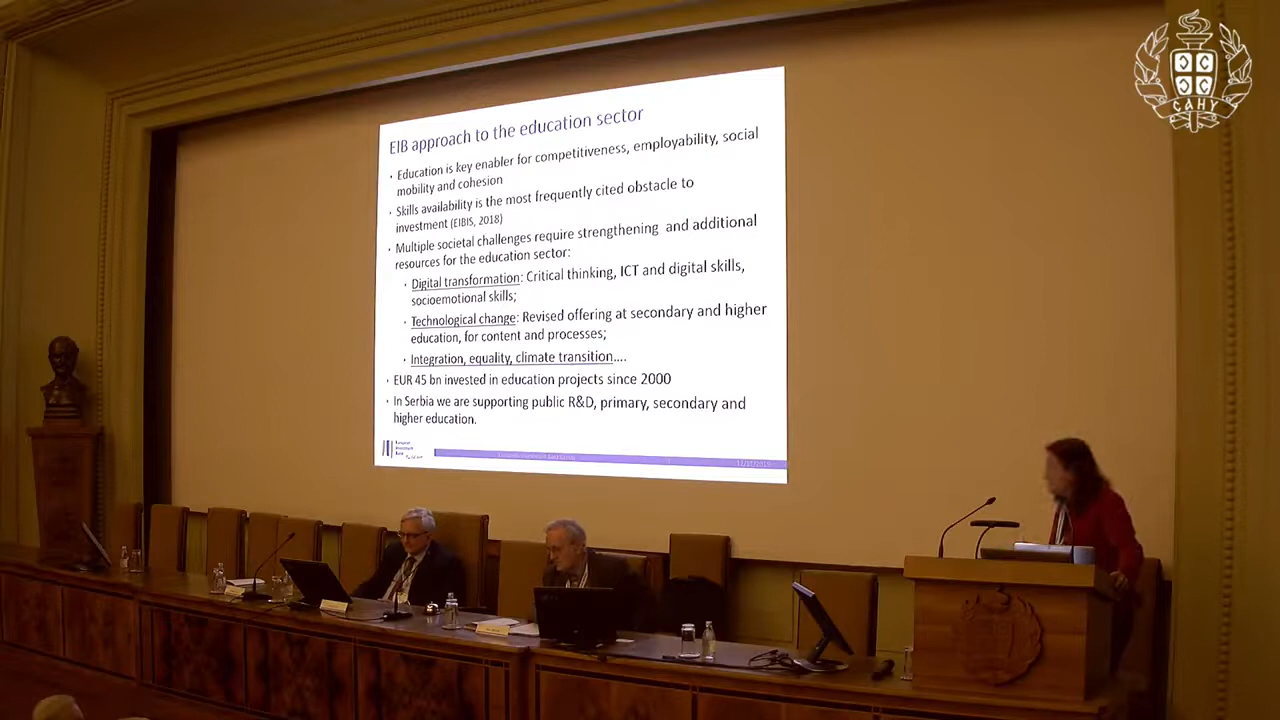 EIB approach to the education sector
• Education is key enabler for competitiveness, employability, social
mobility and cohesion
• Skills availability is the most frequently cited obstacle to
investment (EIBIS, 2018)
• Multiple societal challenges require strengthening and additional
resources for the education sector:
• Digital transformation: Critical thinking, ICT and digital skills,
socioemotional skills;
• Technological change: Revised offering at secondary and higher
education, for content and processes;
• Integration, equality, climate transition....
• EUR 45 bn invested in education projects since 2000
• In Serbia we are supporting public R&D, primary, secondary and
higher education.
European
Investment
Bank
САНУ